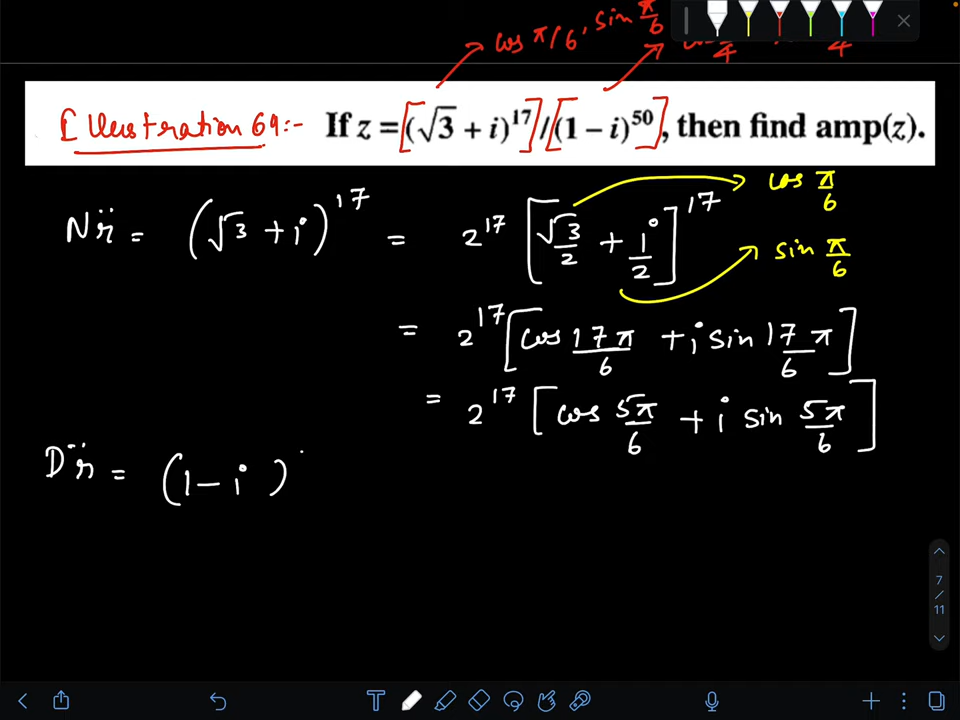 cos π/6, sin π/6
[Illustration 69:- If z = [(√3 + i)^17]/[(1 − i)^50], then find amp(z).
Nr = (√3 + i)^17 = 2^17 [√3/2 + i/2]^17
cos π/6
sin π/6
= 2^17 [cos 17π/6 + i sin 17π/6]
= 2^17 [cos 5π/6 + i sin 5π/6]
Dr = (1 − i )
7
/
11